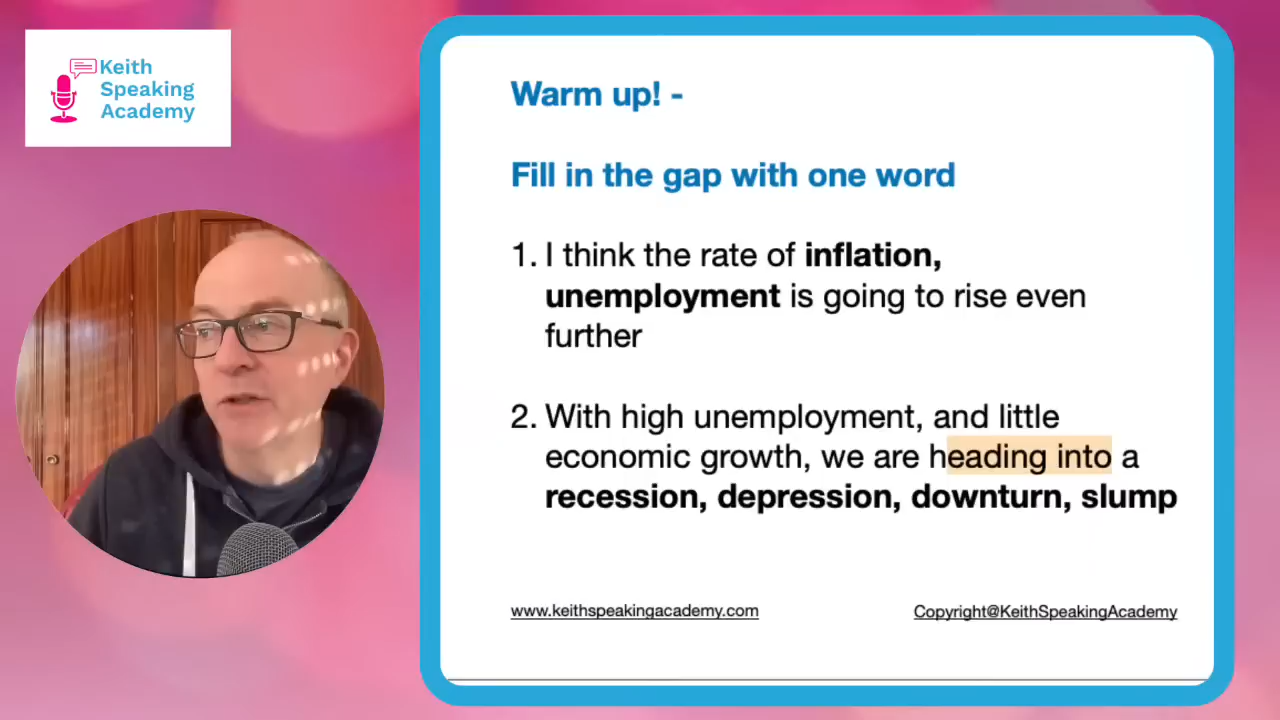 Keith
Speaking
Academy
Warm up! -
Fill in the gap with one word
1. I think the rate of inflation,
unemployment is going to rise even
further
2. With high unemployment, and little
economic growth, we are heading into a
recession, depression, downturn, slump
www.keithspeakingacademy.com
Copyright@KeithSpeakingAcademy